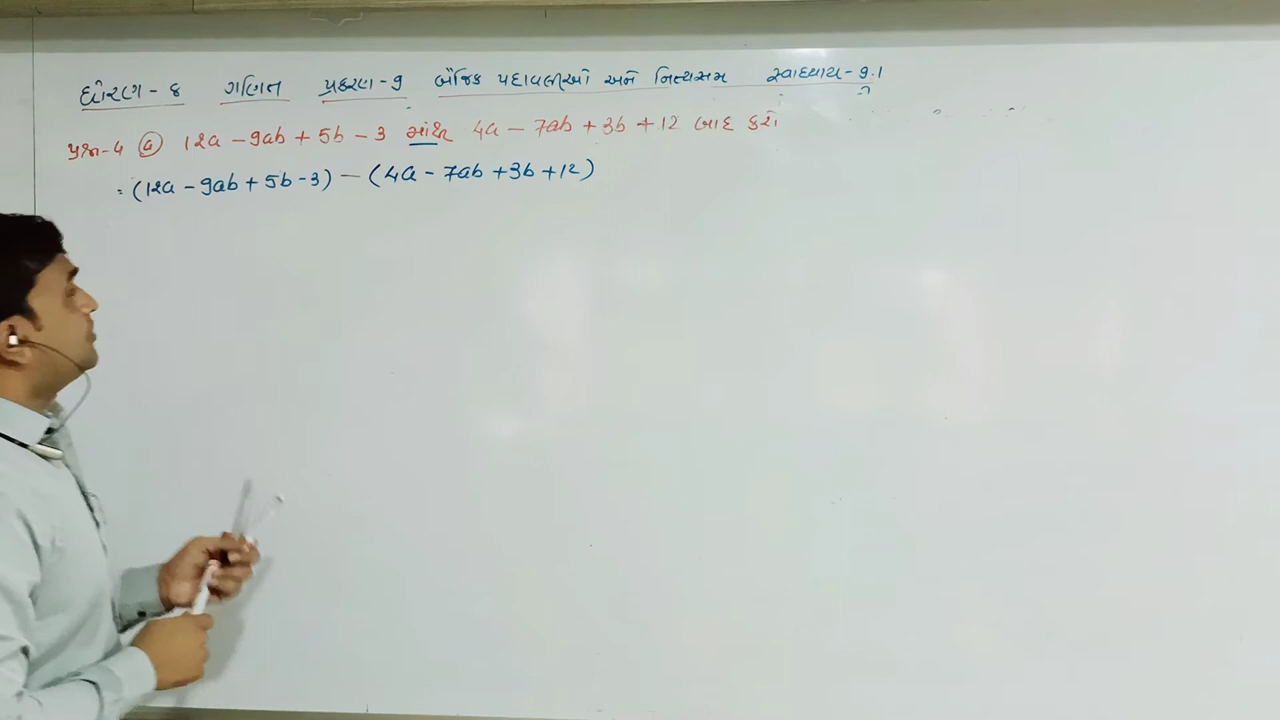 ધોરણ - ૪ ગણિત પ્રકરણ - 9 બૈજિક પદાવલીઓ અને નિત્યસમ સ્વાધ્યાય - 9.1
પ્રશ્ન-4 (a) 12a - 9ab + 5b - 3 માંથી 4a - 7ab + 3b + 12 બાદ કરો
= (12a - 9ab + 5b - 3) - (4a - 7ab + 3b + 12)